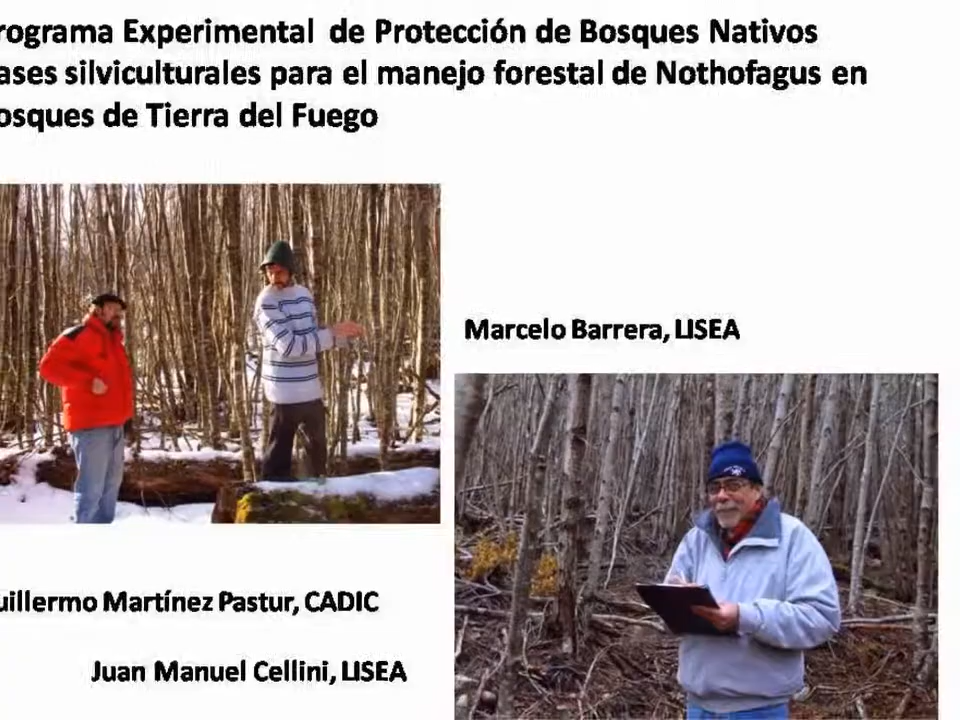 rograma Experimental de Protección de Bosques Nativos
ases silviculturales para el manejo forestal de Nothofagus en
osques de Tierra del Fuego
Marcelo Barrera, LISEA
uillermo Martínez Pastur, CADIC
Juan Manuel Cellini, LISEA